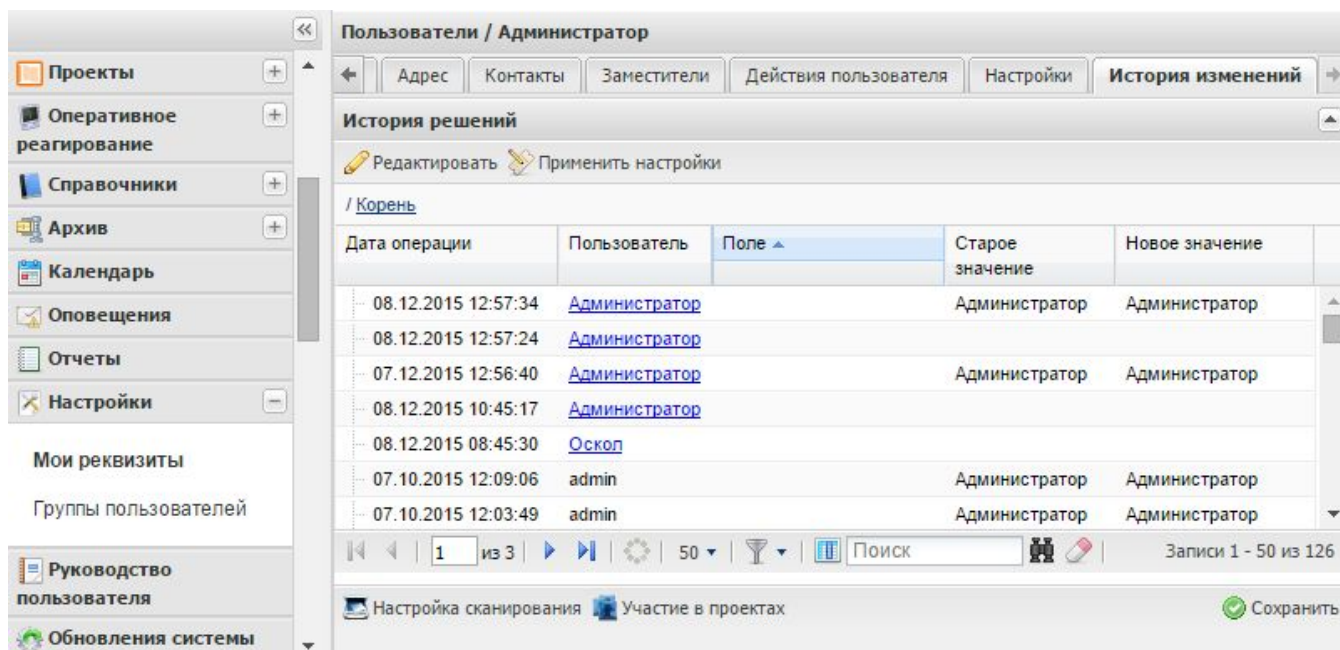 Проекты
Оперативное
реагирование
Справочники
Архив
Календарь
Оповещения
Отчеты
Настройки
Мои реквизиты
Группы пользователей
Руководство
пользователя
Обновления системы
Пользователи / Администратор
Адрес Контакты Заместители Действия пользователя Настройки История изменений
История решений
Редактировать Применить настройки
/ Корень
Дата операции Пользователь Поле Старое значение Новое значение
08.12.2015 12:57:34 Администратор Администратор Администратор
08.12.2015 12:57:24 Администратор
07.12.2015 12:56:40 Администратор Администратор Администратор
08.12.2015 10:45:17 Администратор
08.12.2015 08:45:30 Оскол
07.10.2015 12:09:06 admin Администратор Администратор
07.10.2015 12:03:49 admin Администратор Администратор
1 из 3 50 Поиск Записи 1 - 50 из 126
Настройка сканирования Участие в проектах Сохранить